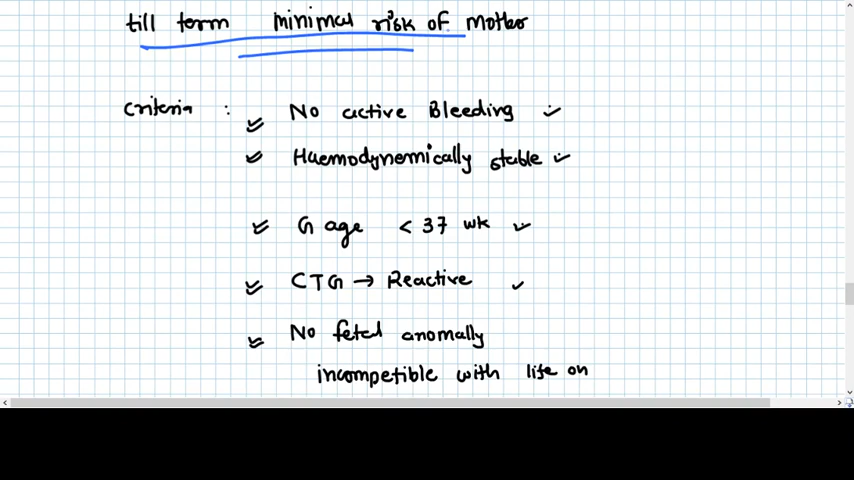 till term minimal risk of mother
criteria : No active Bleeding
Haemodynemically stable
G age < 37 wk
CTG → Reactive
No fetal anomally
incompetible with life on